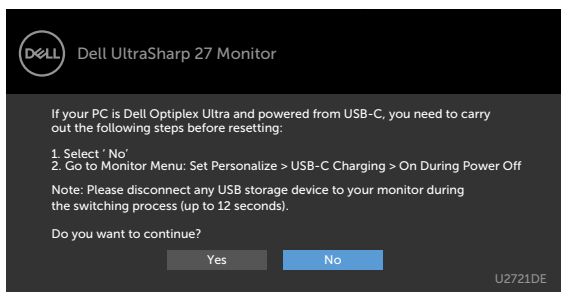 DELL
Dell UltraSharp 27 Monitor
If your PC is Dell Optiplex Ultra and powered from USB-C, you need to carry
out the following steps before resetting:
1. Select ‘ No’
2. Go to Monitor Menu: Set Personalize > USB-C Charging > On During Power Off
Note: Please disconnect any USB storage device to your monitor during
the switching process (up to 12 seconds).
Do you want to continue?
Yes No
U2721DE